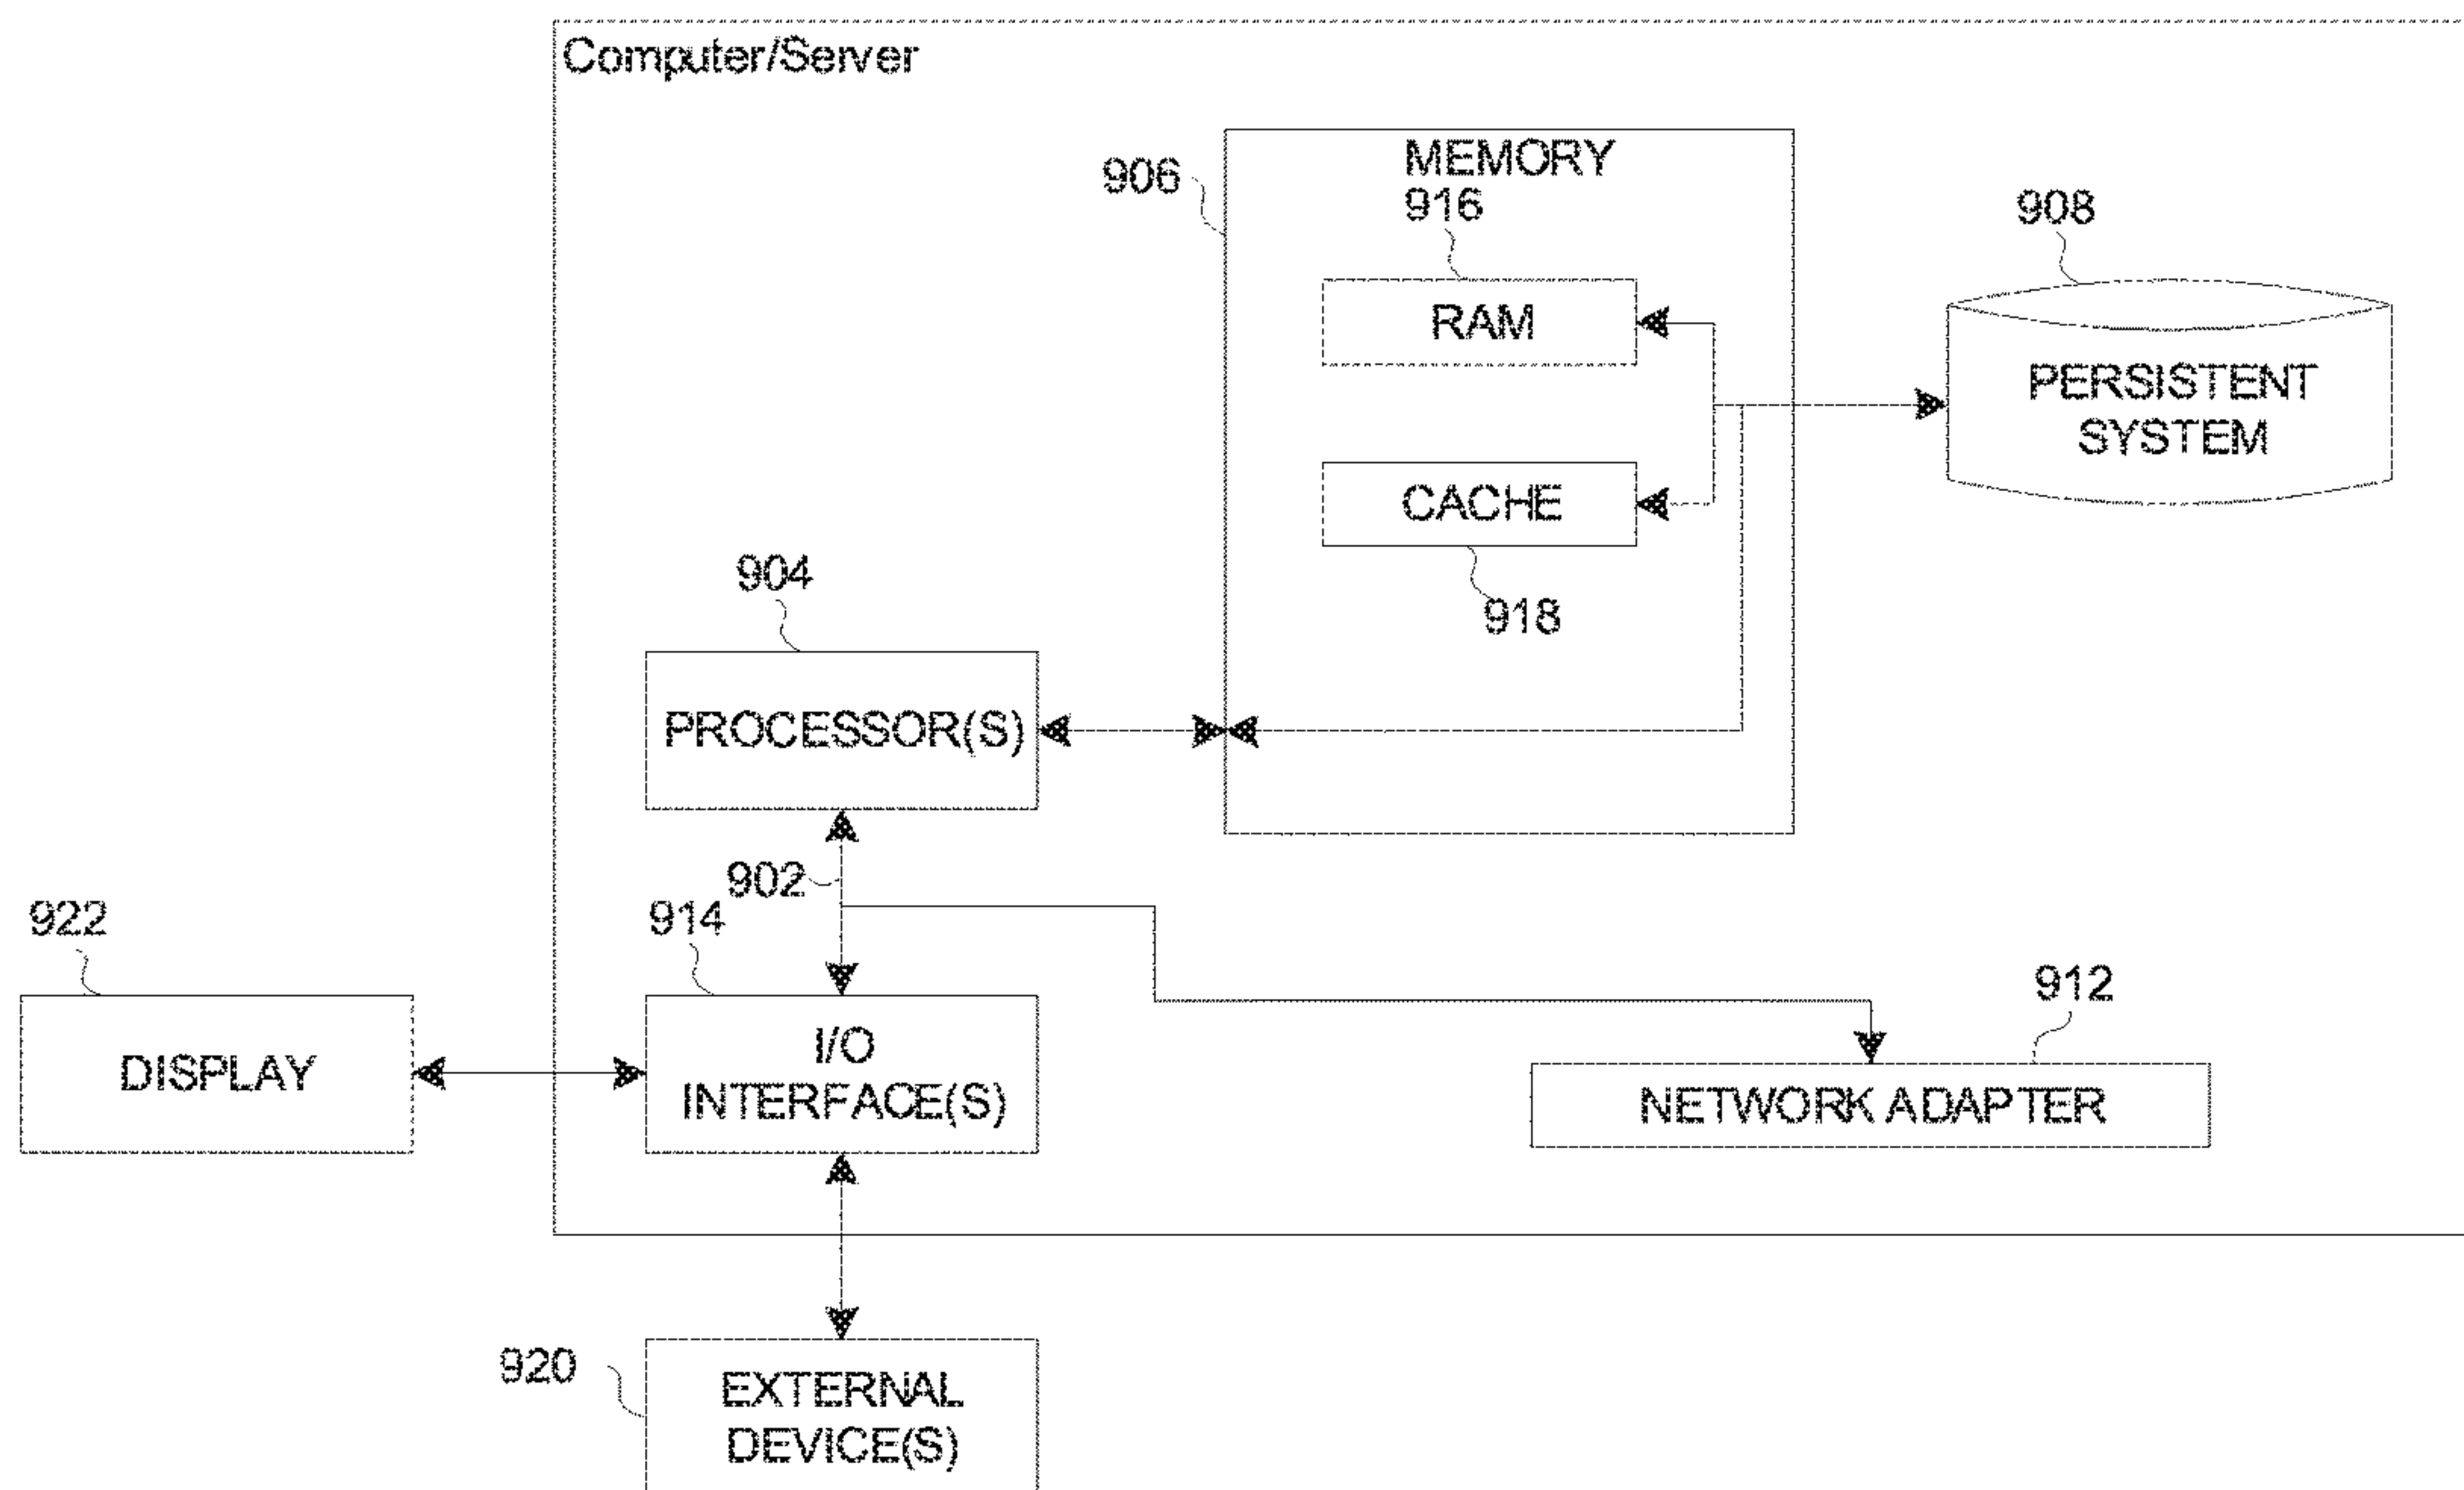 Computer/Server
906
MEMORY
916
908
RAM
PERSISTENT
SYSTEM
CACHE
918
904
PROCESSOR(S)
902
922
914
912
DISPLAY
I/O
INTERFACE(S)
NETWORK ADAPTER
920
EXTERNAL
DEVICE(S)